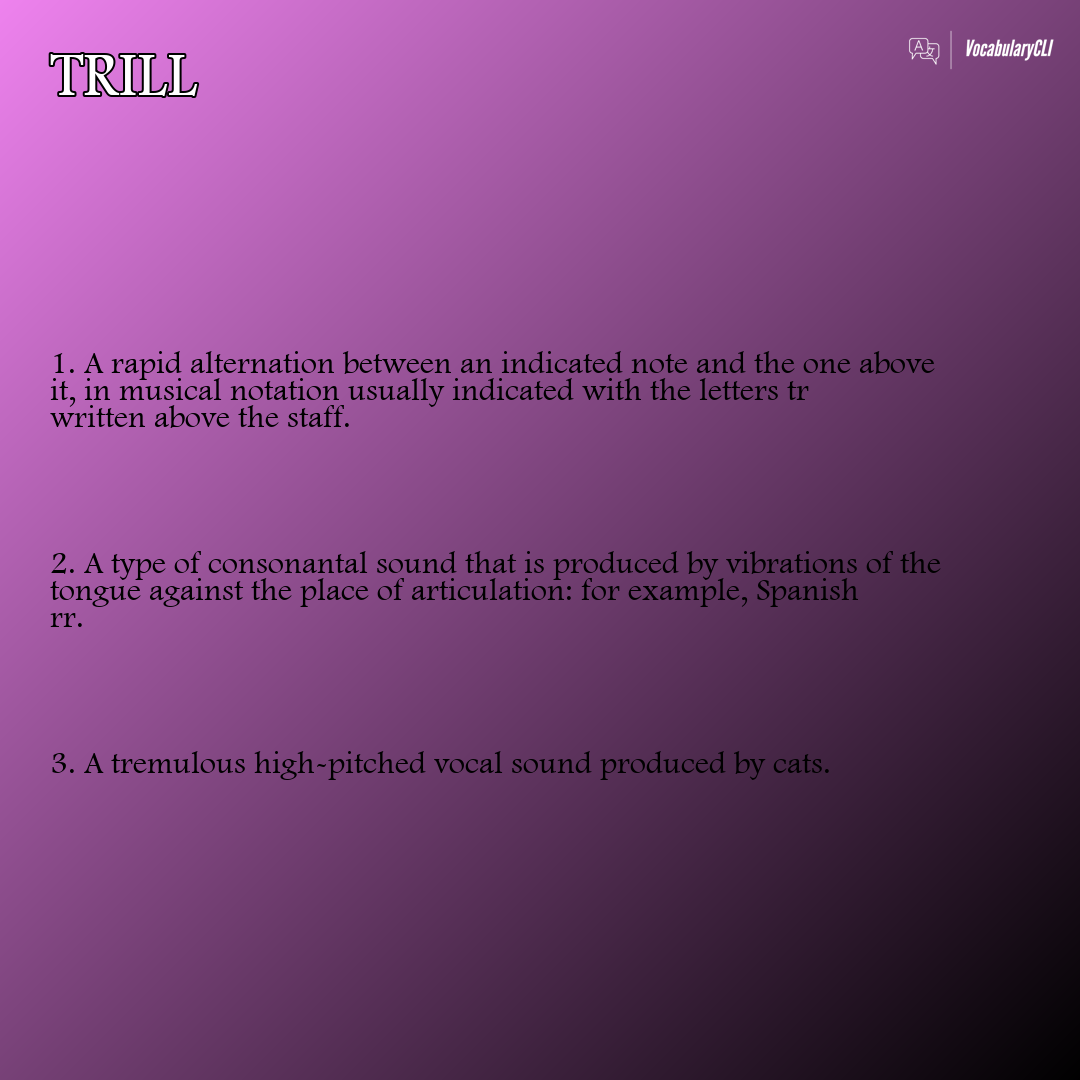 TRILL
VocabularyCLI
1. A rapid alternation between an indicated note and the one above
it, in musical notation usually indicated with the letters tr
written above the staff.
2. A type of consonantal sound that is produced by vibrations of the
tongue against the place of articulation: for example, Spanish
rr.
3. A tremulous high-pitched vocal sound produced by cats.